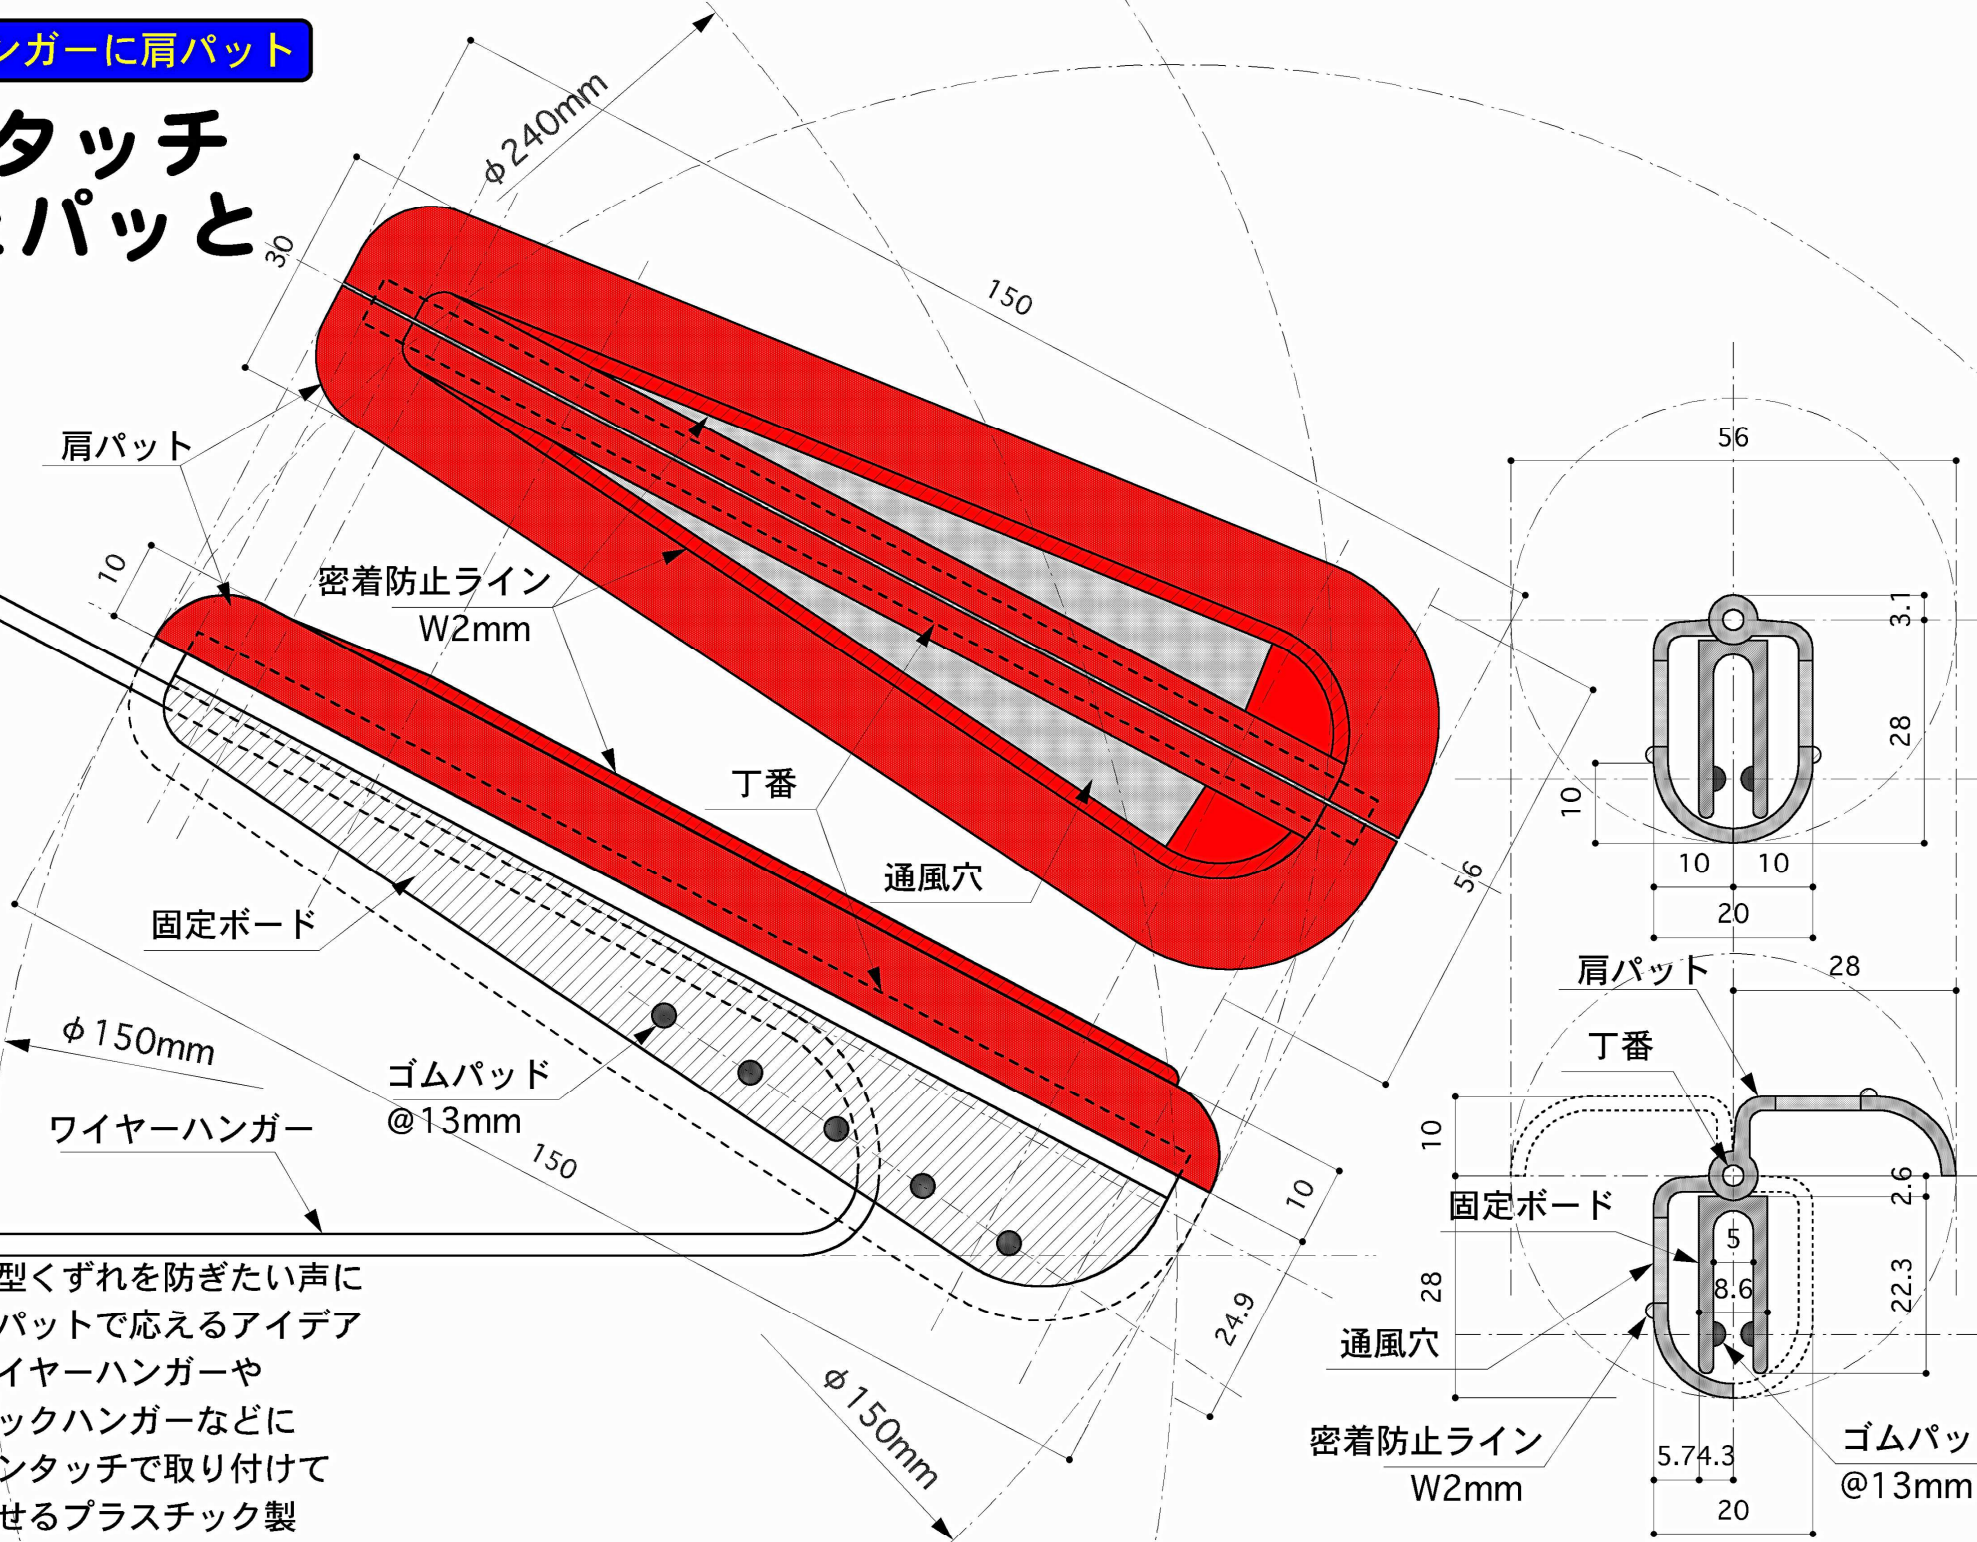 ンガーに肩パット
タッチ
とパッと
φ240mm
30
150
肩パット
10
密着防止ライン
W2mm
丁番
通風穴
56
固定ボード
φ150mm
ゴムパッド
@13mm
ワイヤーハンガー
150
10
24.9
φ150mm
型くずれを防ぎたい声に
パットで応えるアイデア
イヤーハンガーや
ックハンガーなどに
ンタッチで取り付けて
せるプラスチック製
56
3.1
28
10
10
10
20
肩パット
28
丁番
10
2.6
固定ボード
5
8.6
28
22.3
通風穴
密着防止ライン
W2mm
ゴムパッ
@13mm
5.7
4.3
20